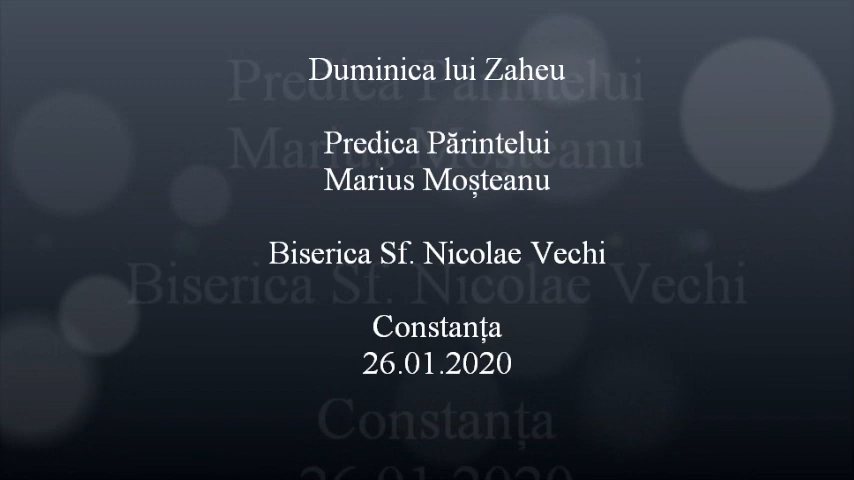 Duminica lui Zaheu
Predica Părintelui
Marius Moșteanu
Biserica Sf. Nicolae Vechi
Constanța
26.01.2020